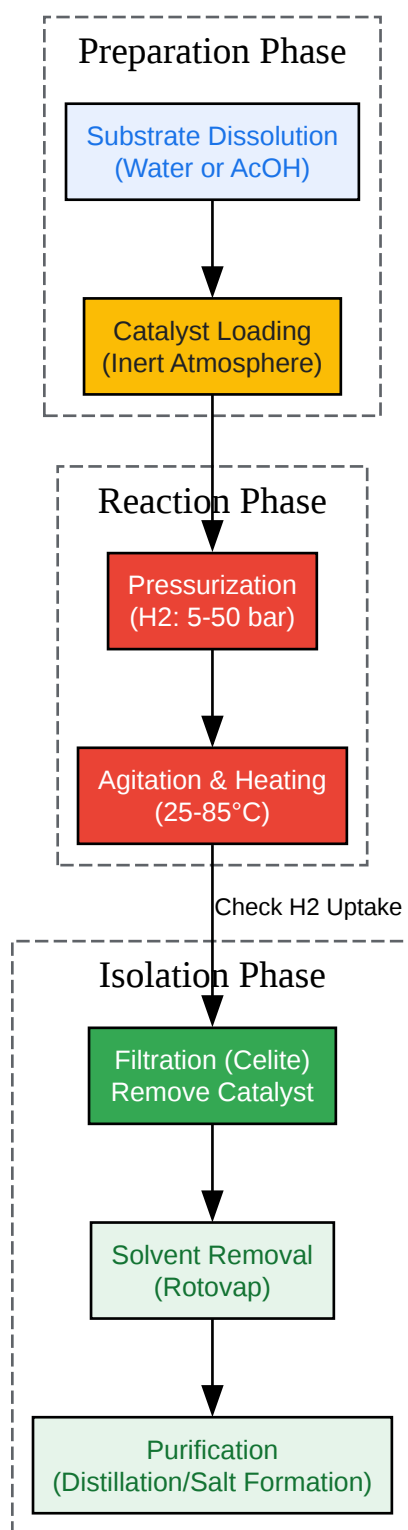 Preparation Phase
Substrate Dissolution
(Water or AcOH)
Catalyst Loading
(Inert Atmosphere)
Reaction Phase
Pressurization
(H2: 5-50 bar)
Agitation & Heating
(25-85°C)
Check H2 Uptake
Isolation Phase
Filtration (Celite)
Remove Catalyst
Solvent Removal
(Rotovap)
Purification
(Distillation/Salt Formation)